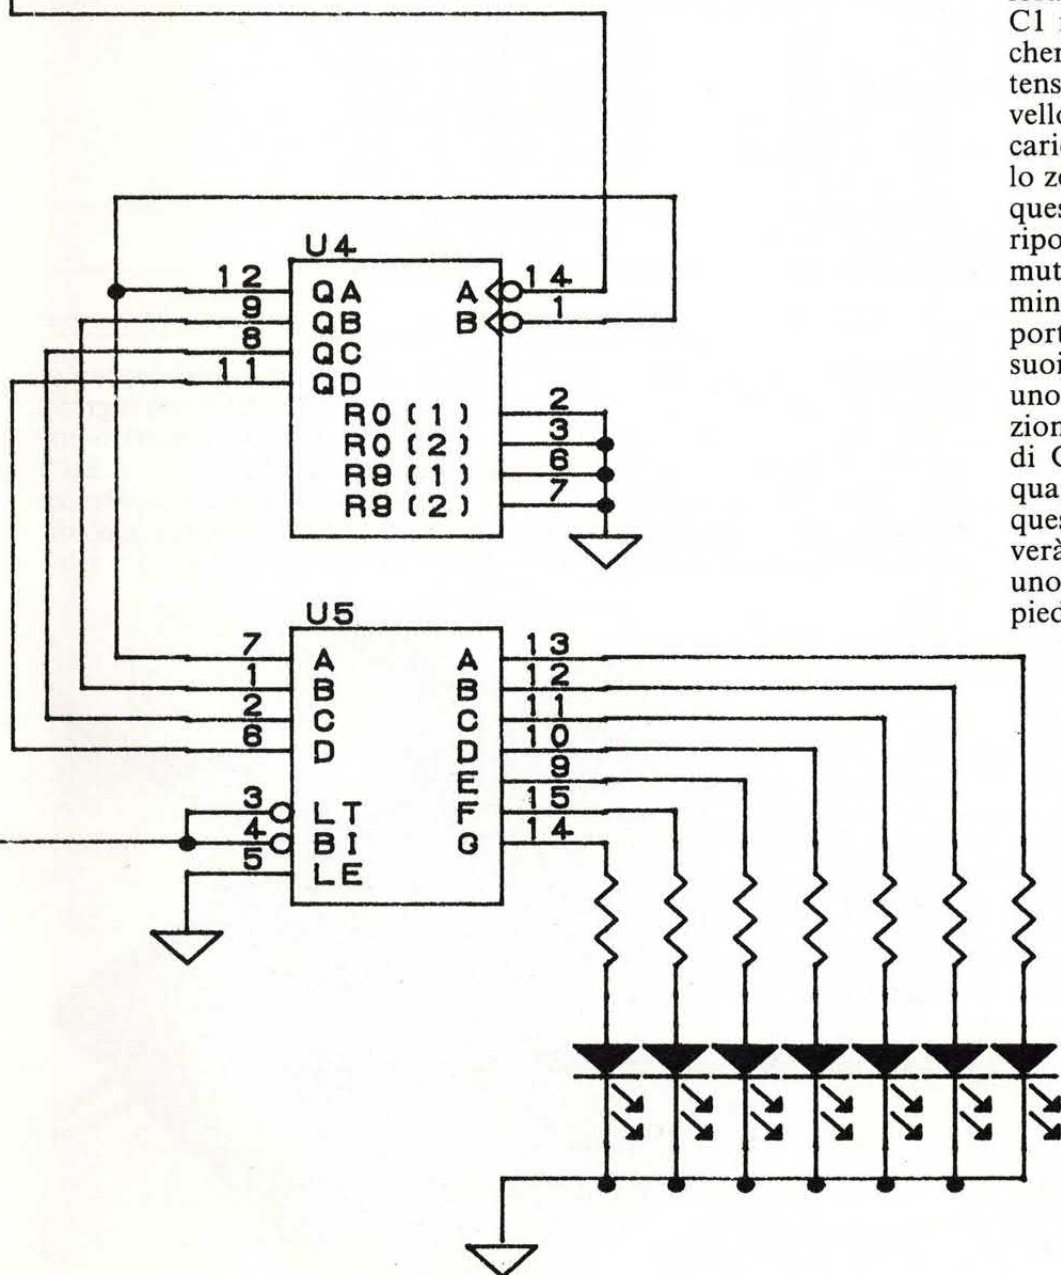 C1
cher
tens
vello
cario
lo ze
ques
ripo
mut
min
port
suoi
uno
zion
di C
qua
ques
verà
uno
pied
U4
12 QA A 14
9 QB B 1
8 QC
11 QD
R0(1) 2
R0(2) 3
R9(1) 6
R9(2) 7
U5
7 A A 13
1 B B 12
2 C C 11
6 D D 10
E 9
3 LT F 15
4 BI G 14
5 LE